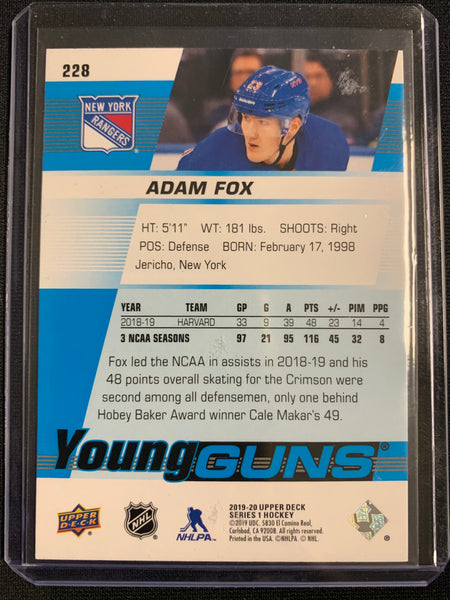 228
NEW YORK
RANGERS
ADAM FOX
HT: 5'11" WT: 181 lbs. SHOOTS: Right
POS: Defense BORN: February 17, 1998
Jericho, New York
YEAR TEAM GP G A PTS +/- PIM PPG
2018-19 HARVARD 33 9 39 48 23 14 4
3 NCAA SEASONS 97 21 95 116 45 32 8
Fox led the NCAA in assists in 2018-19 and his
48 points overall skating for the Crimson were
second among all defensemen, only one behind
Hobey Baker Award winner Cale Makar's 49.
Young GUNS®
UPPER DECK
NHL
NHLPA
2019-20 UPPER DECK
SERIES 1 HOCKEY
©2019 UDC. 5830 El Camino Real,
Carlsbad, CA 92008. All Rights Reserved.
Printed in the USA. ©NHLPA. © NHL.